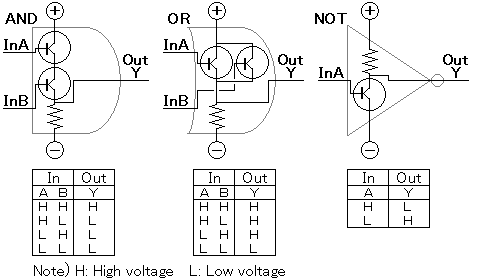 AND OR NOT
+ + +
InA InA
Out Out Out
Y Y Y
InA
InB InB
− − −
In Out In Out In Out
A B Y A B Y A Y
H H H H H H H L
H L L H L H L H
L H L L H H
L L L L L L
Note) H: High voltage L: Low voltage